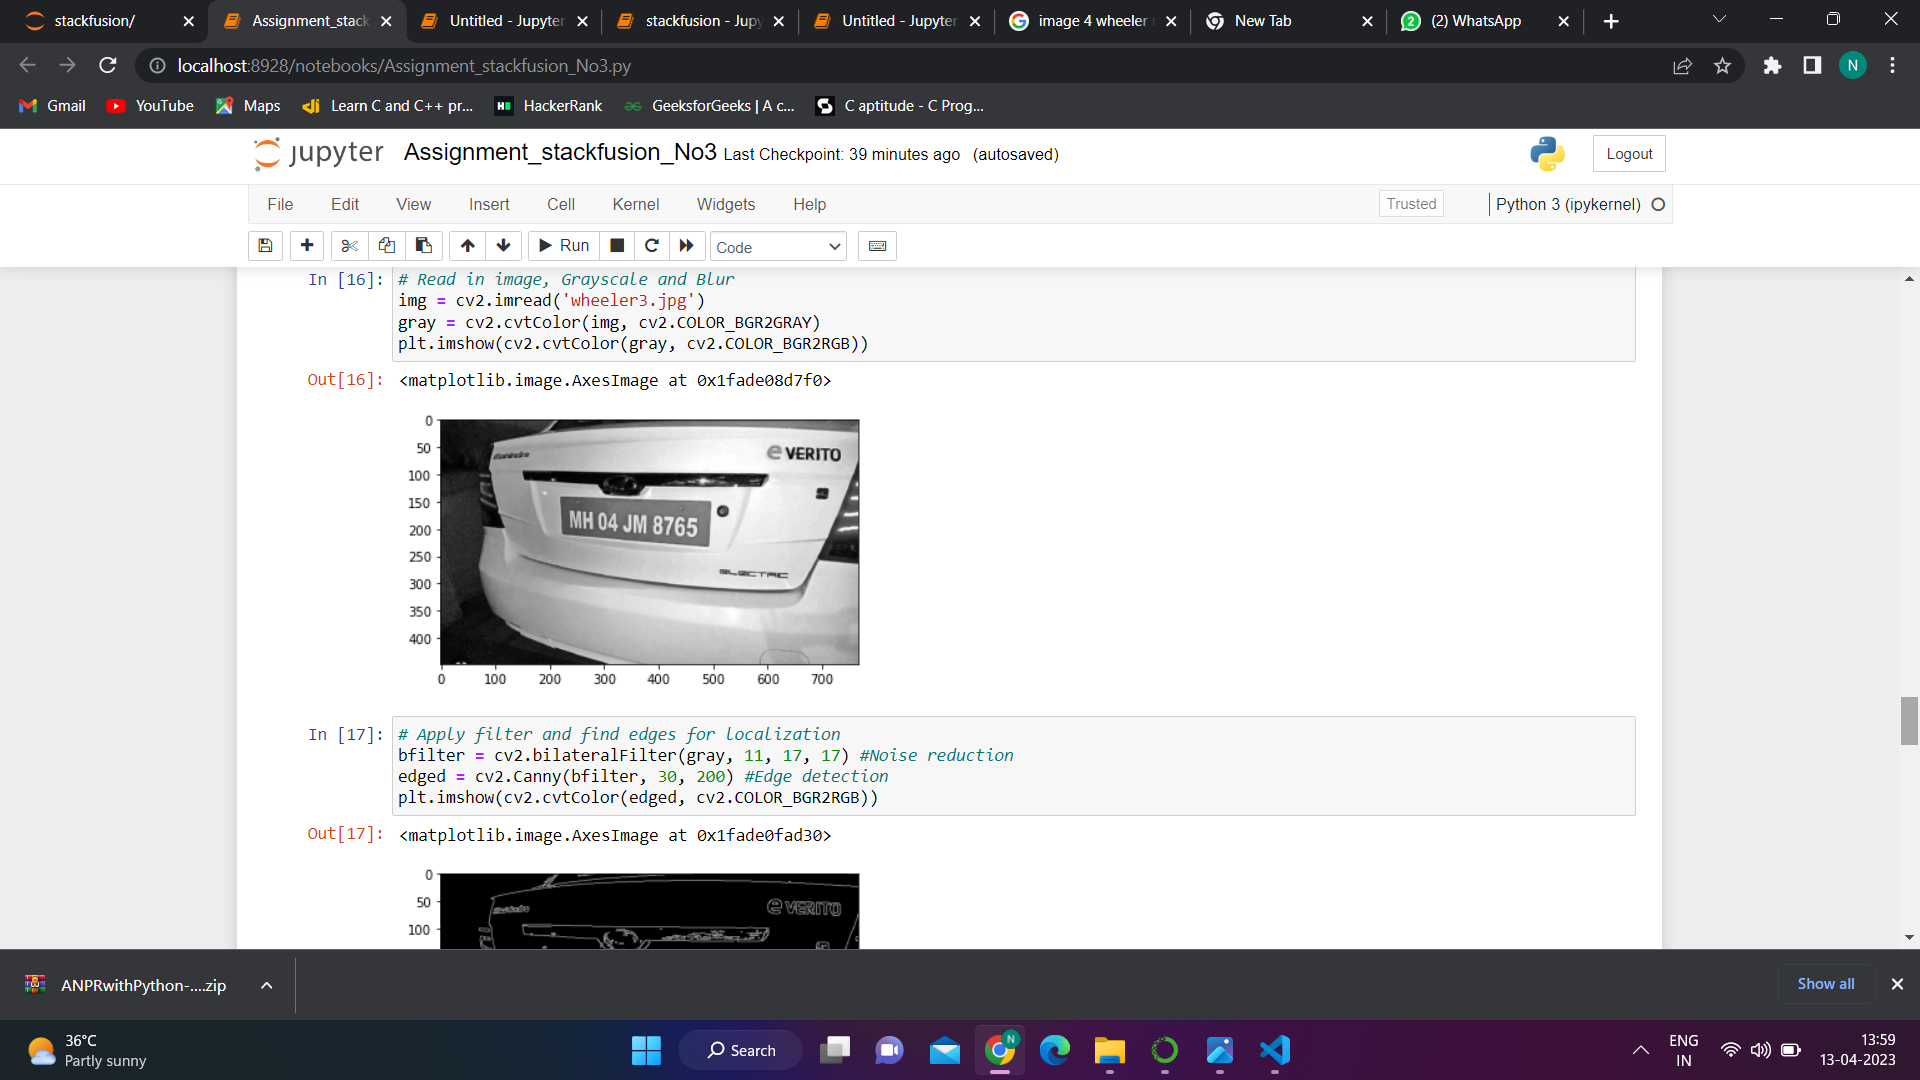 stackfusion/
Assignment_stack
Untitled - Jupyter
stackfusion - Jupy
Untitled - Jupyter
image 4 wheeler
New Tab
(2) WhatsApp
localhost:8928/notebooks/Assignment_stackfusion_No3.py
N
Gmail
YouTube
Maps
Learn C and C++ pr...
HackerRank
GeeksforGeeks | A c...
C aptitude - C Prog...
jupyter
Assignment_stackfusion_No3 Last Checkpoint: 39 minutes ago (autosaved)
Logout
File Edit View Insert Cell Kernel Widgets Help
Trusted
Python 3 (ipykernel)
Run
Code
In [16]: # Read in image, Grayscale and Blur
img = cv2.imread('wheeler3.jpg')
gray = cv2.cvtColor(img, cv2.COLOR_BGR2GRAY)
plt.imshow(cv2.cvtColor(gray, cv2.COLOR_BGR2RGB))
Out[16]: <matplotlib.image.AxesImage at 0x1fade08d7f0>
0
50
100
150
200
250
300
350
400
0 100 200 300 400 500 600 700
mahindra
e VERITO
MH 04 JM 8765
ELECTRIC
In [17]: # Apply filter and find edges for localization
bfilter = cv2.bilateralFilter(gray, 11, 17, 17) #Noise reduction
edged = cv2.Canny(bfilter, 30, 200) #Edge detection
plt.imshow(cv2.cvtColor(edged, cv2.COLOR_BGR2RGB))
Out[17]: <matplotlib.image.AxesImage at 0x1fade0fad30>
0
50
100
e VERITO
ANPRwithPython-....zip
Show all
36°C
Partly sunny
Search
N
ENG
IN
13:59
13-04-2023